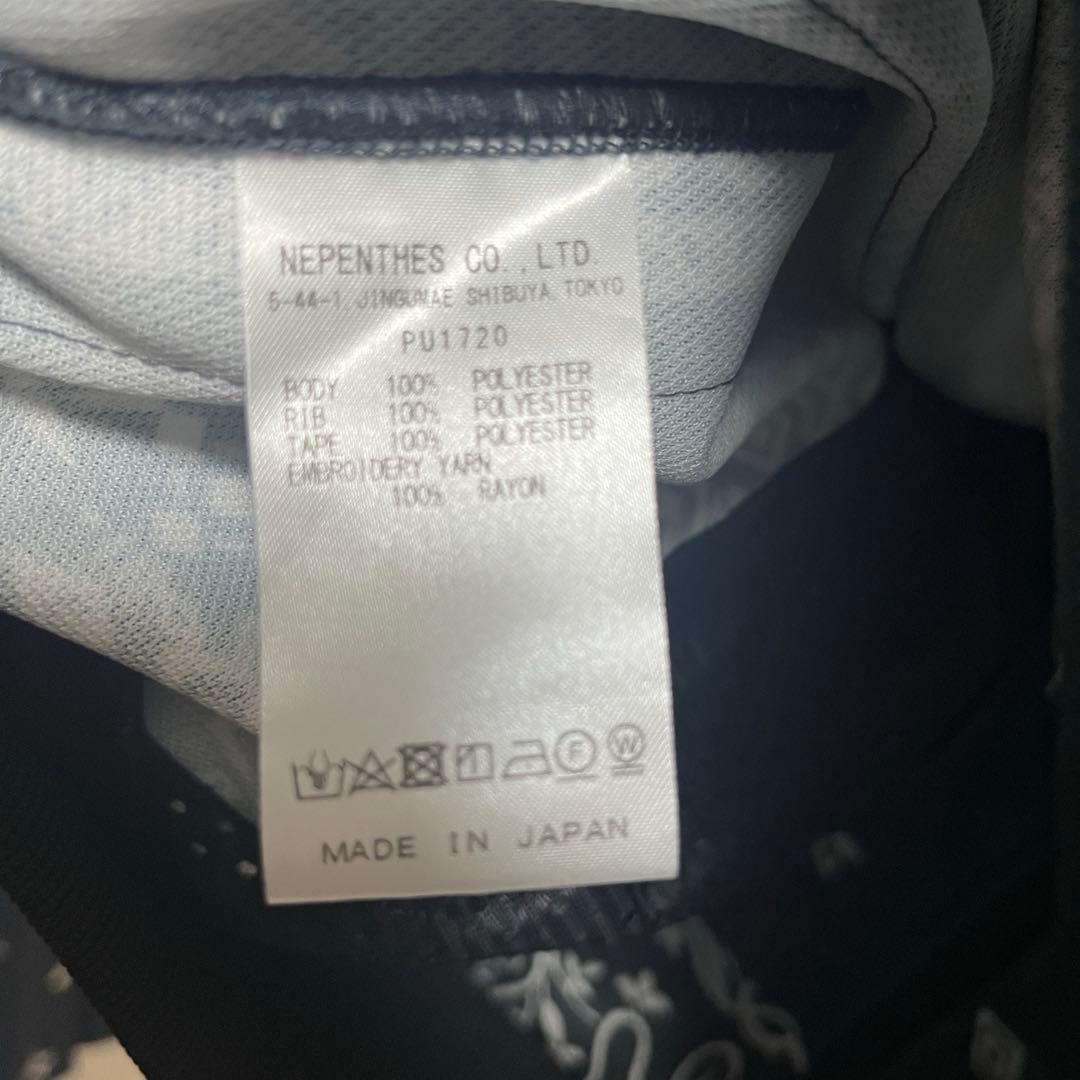 NEPENTHES CO.,LTD
5-44-1 JINGUMAE SHIBUYA TOKYO
PU1720
BODY 100% POLYESTER
RIB 100% POLYESTER
TAPE 100% POLYESTER
EMBROIDERY YARN
100% RAYON
F W
MADE IN JAPAN